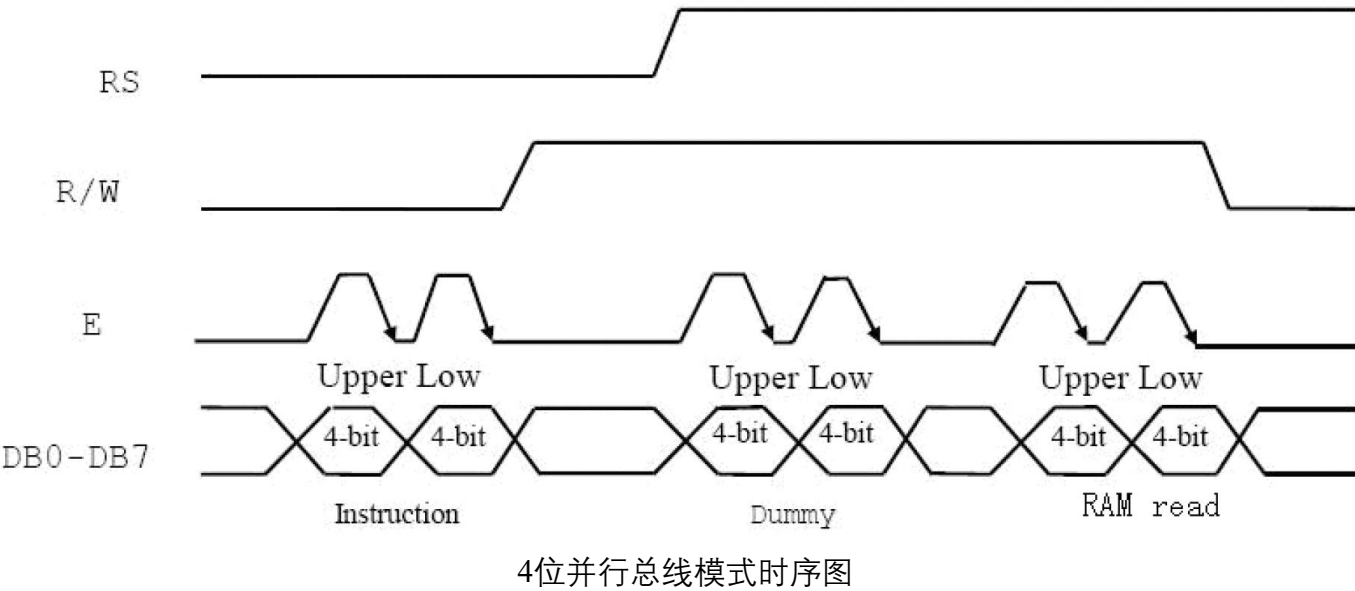 RS
R/W
E
Upper Low Upper Low Upper Low
DB0-DB7 4-bit 4-bit 4-bit 4-bit 4-bit 4-bit
Instruction Dummy RAM read
4位并行总线模式时序图